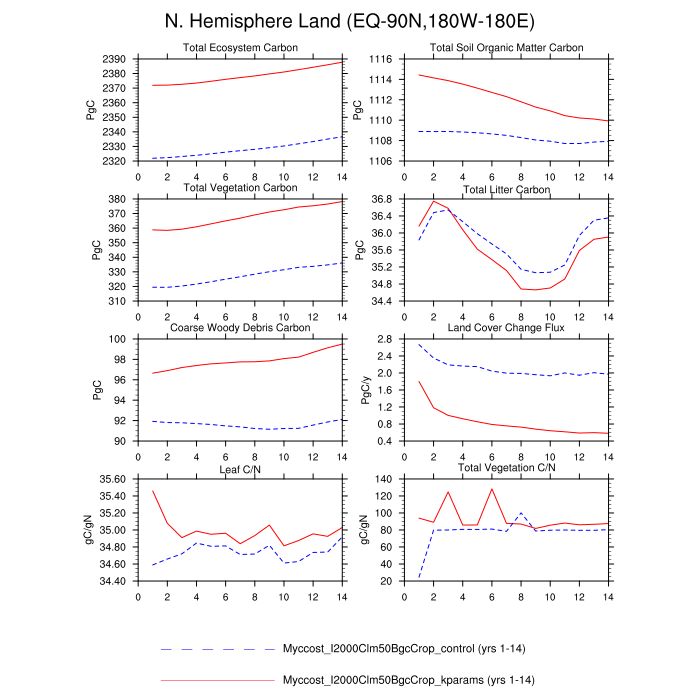 N. Hemisphere Land (EQ-90N,180W-180E)
Total Ecosystem Carbon
PgC
2390
2380
2370
2360
2350
2340
2330
2320
0 2 4 6 8 10 12 14
Total Soil Organic Matter Carbon
PgC
1116
1114
1112
1110
1108
1106
0 2 4 6 8 10 12 14
Total Vegetation Carbon
PgC
380
370
360
350
340
330
320
310
0 2 4 6 8 10 12 14
Total Litter Carbon
PgC
36.8
36.4
36.0
35.6
35.2
34.8
34.4
0 2 4 6 8 10 12 14
Coarse Woody Debris Carbon
PgC
100
98
96
94
92
90
0 2 4 6 8 10 12 14
Land Cover Change Flux
PgC/y
2.8
2.4
2.0
1.6
1.2
0.8
0.4
0 2 4 6 8 10 12 14
Leaf C/N
gC/gN
35.60
35.40
35.20
35.00
34.80
34.60
34.40
0 2 4 6 8 10 12 14
Total Vegetation C/N
gC/gN
140
120
100
80
60
40
20
0 2 4 6 8 10 12 14
Myccost_I2000Clm50BgcCrop_control (yrs 1-14)
Myccost_I2000Clm50BgcCrop_kparams (yrs 1-14)